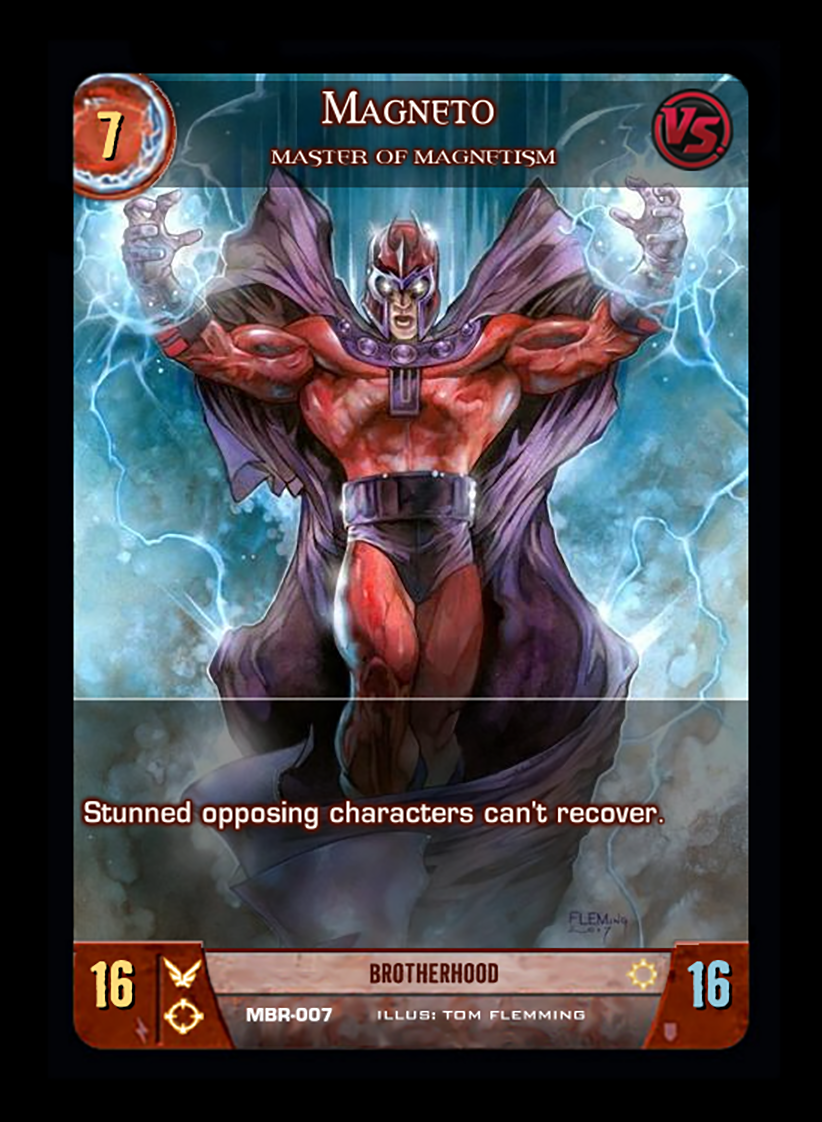 7
Magneto
VS.
MASTER OF MAGNETISM
Stunned opposing characters can't recover.
FLEMing
16
BROTHERHOOD
16
MBR-007 ILLUS: TOM FLEMMING